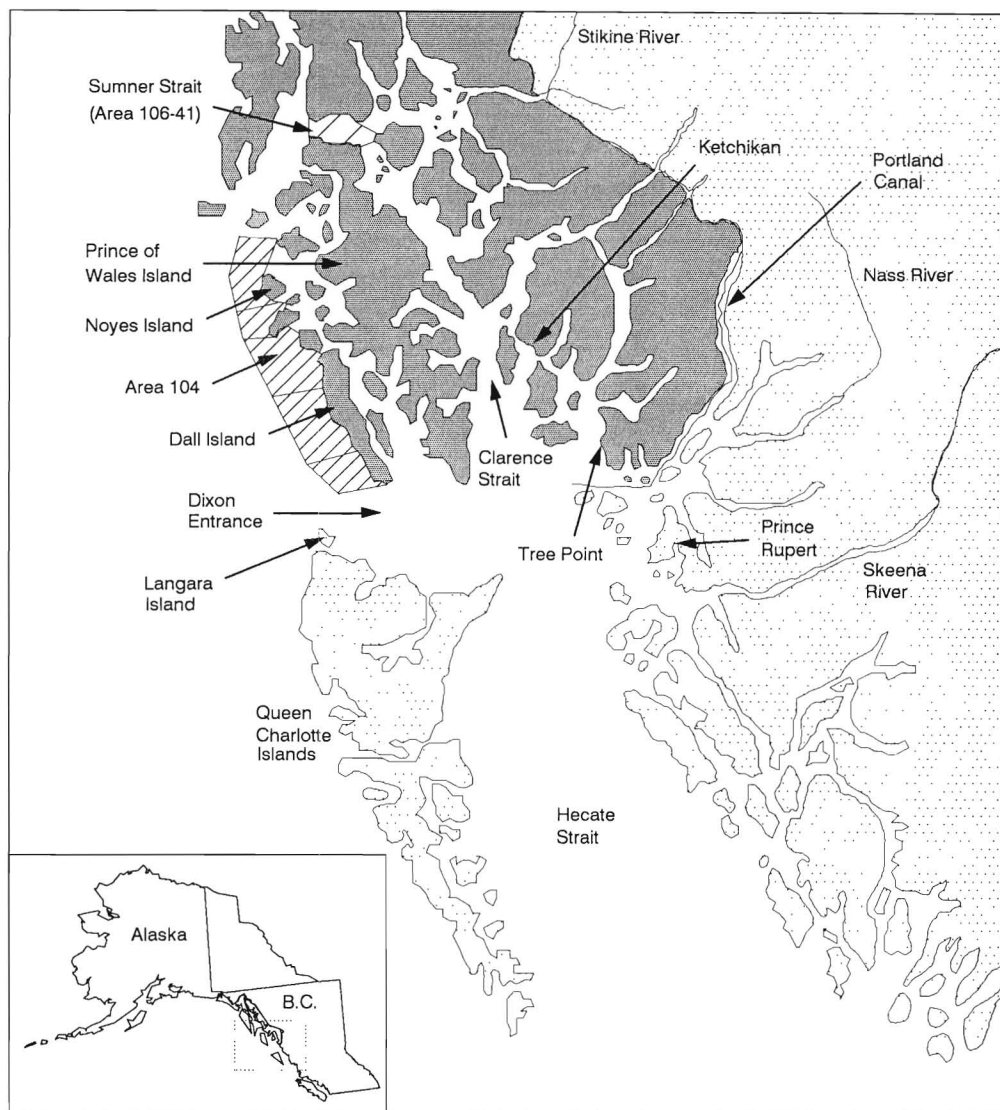 Stikine River
Sumner Strait
(Area 106-41)
Ketchikan
Portland
Canal
Prince of
Wales Island
Nass River
Noyes Island
Area 104
Dall Island
Clarence
Strait
Dixon
Entrance
Tree Point
Prince
Rupert
Langara
Island
Skeena
River
Queen
Charlotte
Islands
Hecate
Strait
Alaska
B.C.